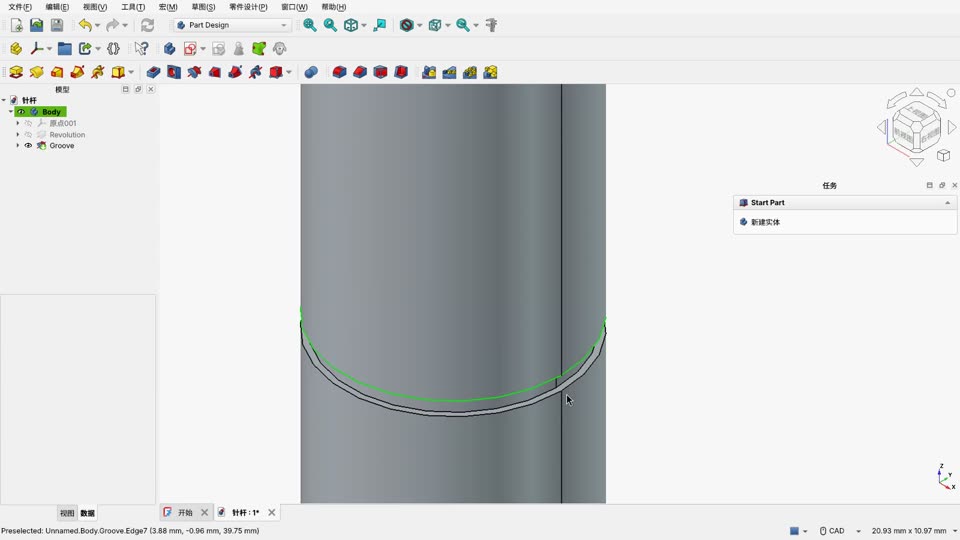 文件(F) 编辑(E) 视图(V) 工具(T) 宏(M) 草图(S) 零件设计(P) 窗口(W) 帮助(H)
Part Design
模型
针杆
Body
原点001
Revolution
Groove
任务
Start Part
新建实体
Z
Y
X
视图 数据
开始
针杆 : 1*
Preselected: Unnamed.Body.Groove.Edge7 (3.88 mm, -0.96 mm, 39.75 mm)
CAD
20.93 mm x 10.97 mm